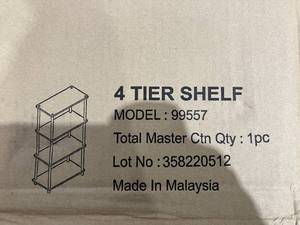 4 TIER SHELF
MODEL : 99557
Total Master Ctn Qty : 1pc
Lot No : 358220512
Made In Malaysia